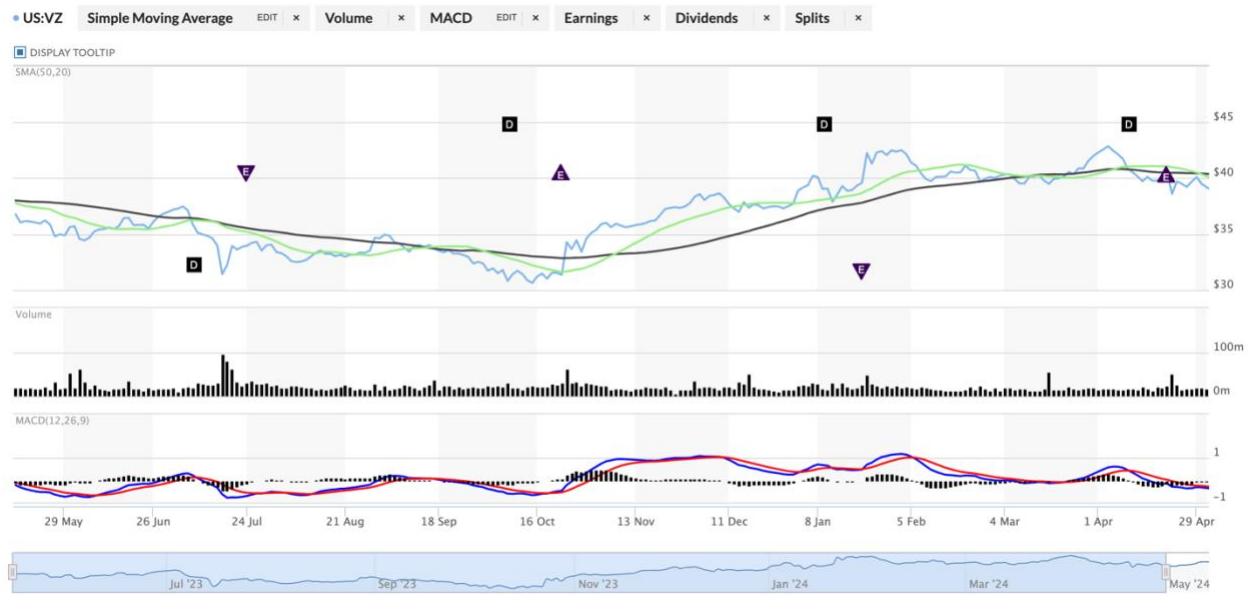 US:VZ Simple Moving Average EDIT × Volume × MACD EDIT × Earnings × Dividends × Splits ×
DISPLAY TOOLTIP
SMA(50,20)
D D D $45
E E $40
E
$35
D E
$30
Volume
100m
0m
MACD(12,26,9)
1
-1
29 May 26 Jun 24 Jul 21 Aug 18 Sep 16 Oct 13 Nov 11 Dec 8 Jan 5 Feb 4 Mar 1 Apr 29 Apr
Jul '23 Sep '23 Nov '23 Jan '24 Mar '24 May '24